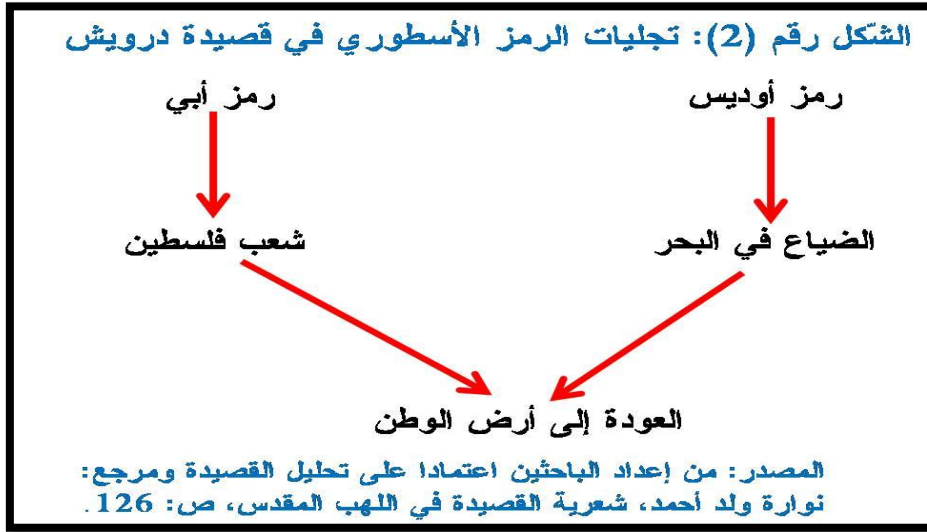 الشّكل رقم (2): تجليات الرمز الأسطوري في قصيدة درويش
رمز أوديس
رمز أبي
الضياع في البحر
شعب فلسطين
العودة إلى أرض الوطن
المصدر: من إعداد الباحثين اعتمادا على تحليل القصيدة ومرجع:
نوارة ولد أحمد، شعرية القصيدة في اللهب المقدس، ص: 126.